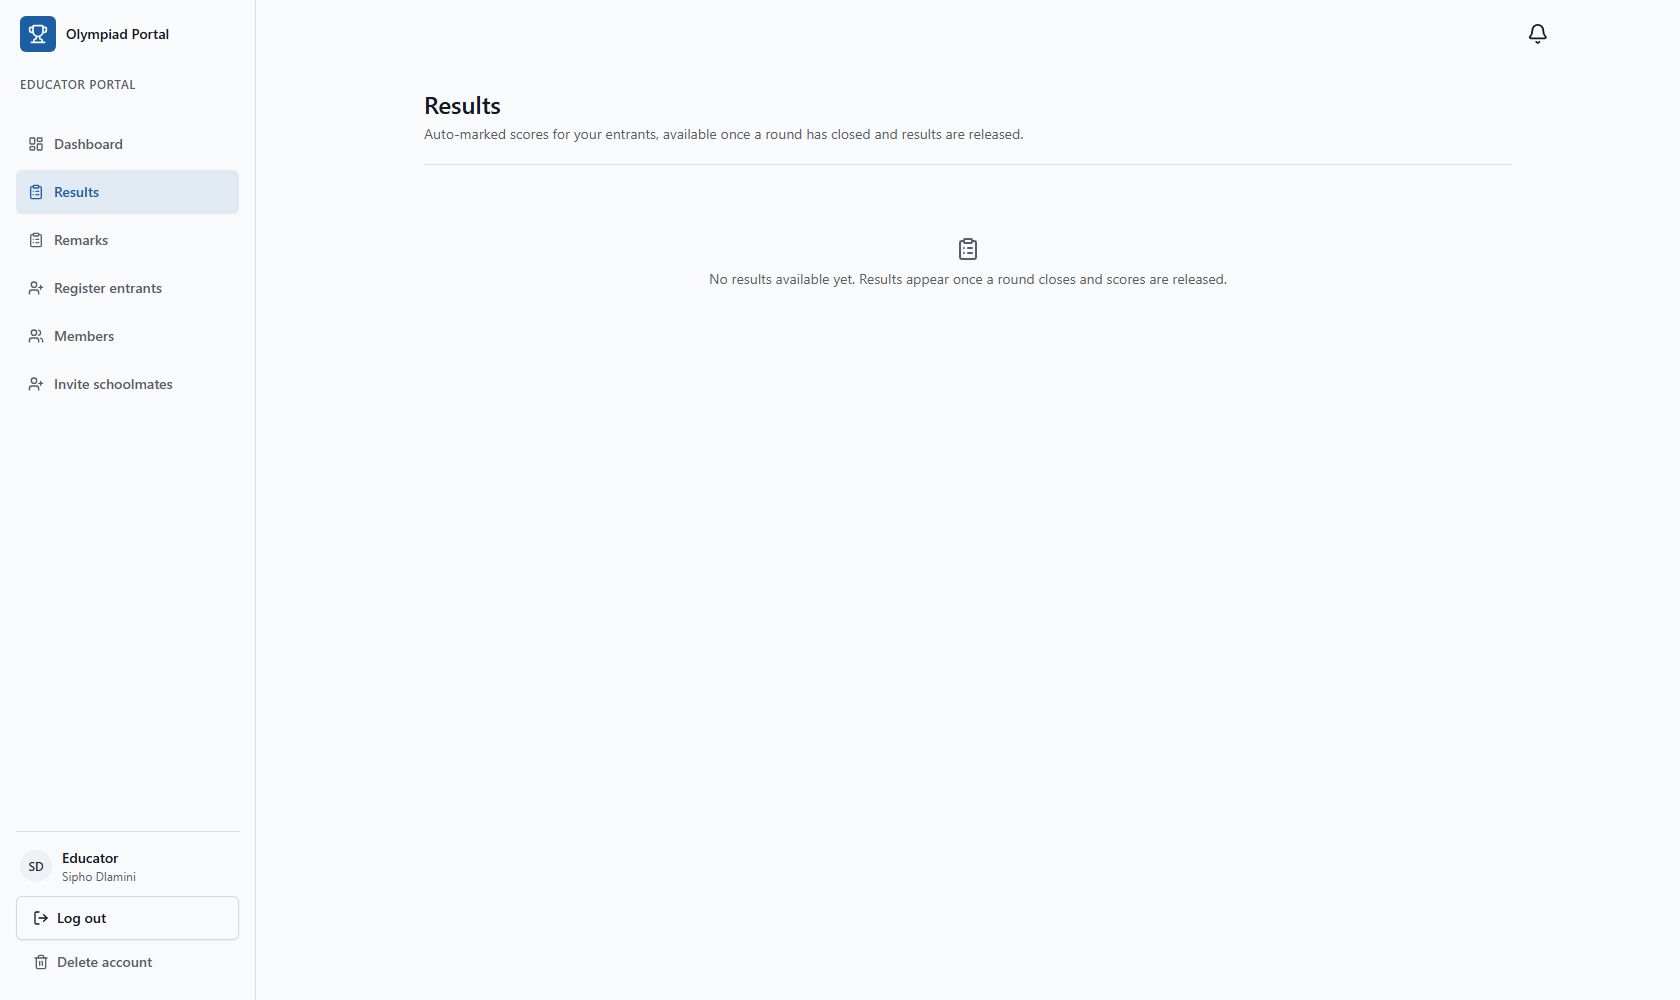 Olympiad Portal
EDUCATOR PORTAL
Dashboard
Results
Remarks
Register entrants
Members
Invite schoolmates
SD
Educator
Sipho Dlamini
Log out
Delete account
Results
Auto-marked scores for your entrants, available once a round has closed and results are released.
No results available yet. Results appear once a round closes and scores are released.